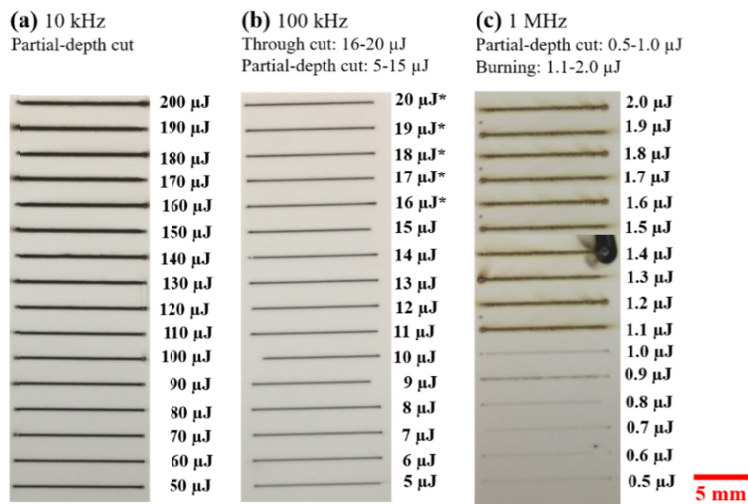 (a) 10 kHz
Partial-depth cut
200 µJ
190 µJ
180 µJ
170 µJ
160 µJ
150 µJ
140 µJ
130 µJ
120 µJ
110 µJ
100 µJ
90 µJ
80 µJ
70 µJ
60 µJ
50 µJ
(b) 100 kHz
Through cut: 16-20 µJ
Partial-depth cut: 5-15 µJ
20 µJ*
19 µJ*
18 µJ*
17 µJ*
16 µJ*
15 µJ
14 µJ
13 µJ
12 µJ
11 µJ
10 µJ
9 µJ
8 µJ
7 µJ
6 µJ
5 µJ
(c) 1 MHz
Partial-depth cut: 0.5-1.0 µJ
Burning: 1.1-2.0 µJ
2.0 µJ
1.9 µJ
1.8 µJ
1.7 µJ
1.6 µJ
1.5 µJ
1.4 µJ
1.3 µJ
1.2 µJ
1.1 µJ
1.0 µJ
0.9 µJ
0.8 µJ
0.7 µJ
0.6 µJ
0.5 µJ
5 mm